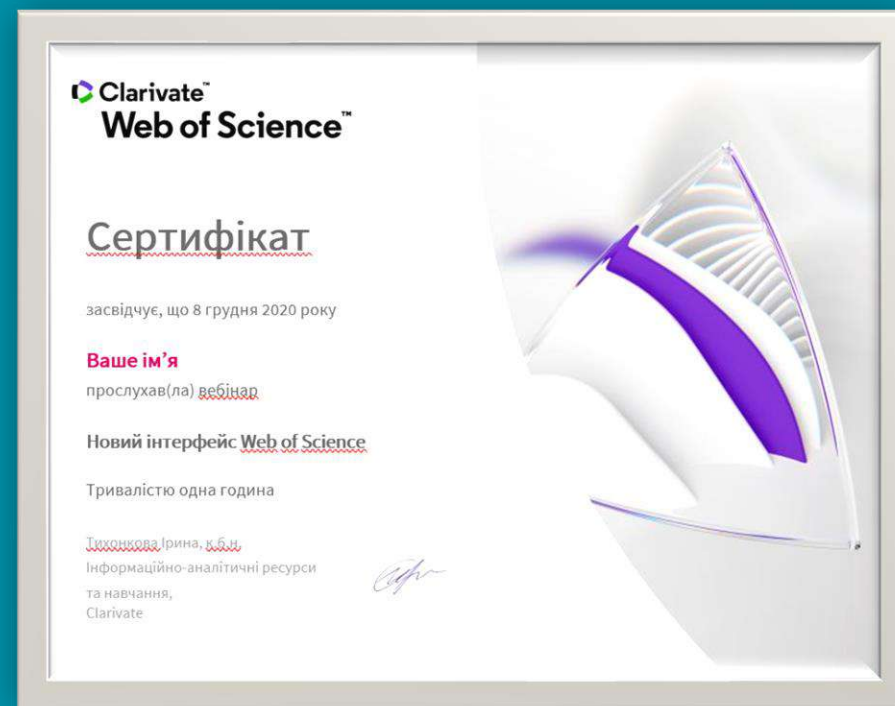 Clarivate™
Web of Science™
Сертифікат
засвідчує, що 8 грудня 2020 року
Ваше ім’я
прослухав(ла) вебінар
Новий інтерфейс Web of Science
Тривалістю одна година
Тихонкова Ірина, к.б.н,
Інформаційно-аналітичні ресурси
та навчання,
Clarivate